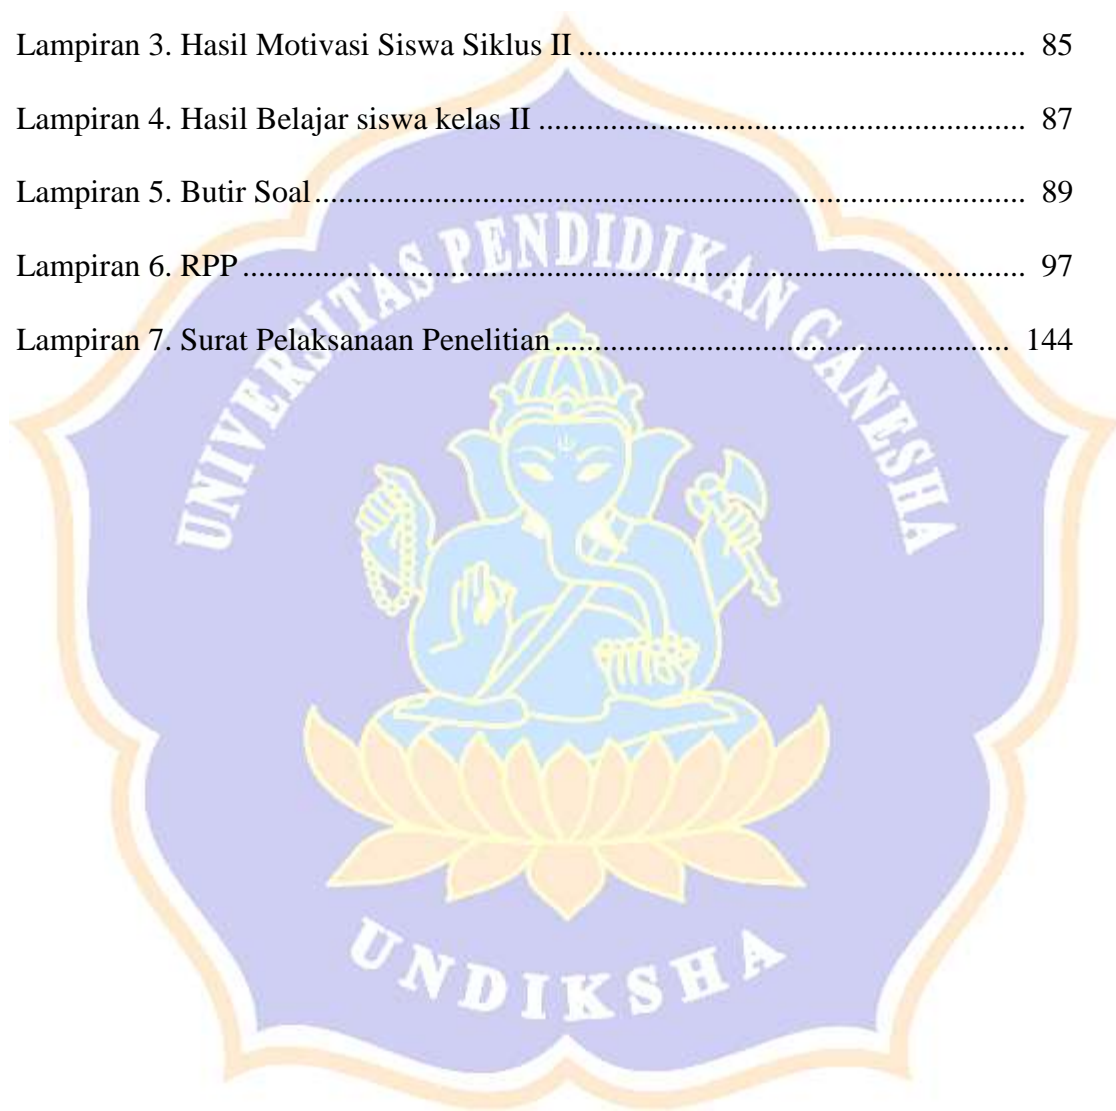 Lampiran 3. Hasil Motivasi Siswa Siklus II ........................................................ 85
Lampiran 4. Hasil Belajar siswa kelas II ............................................................. 87
Lampiran 5. Butir Soal ......................................................................................... 89
Lampiran 6. RPP .................................................................................................. 97
Lampiran 7. Surat Pelaksanaan Penelitian ......................................................... 144
UNIVERSITAS PENDIDIKAN GANESHA
UNDIKSHA